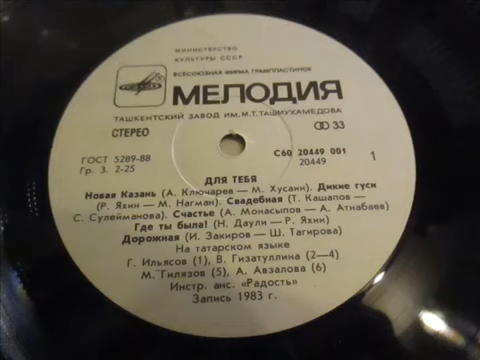 МИНИСТЕРСТВО
КУЛЬТУРЫ СССР
ВСЕСОЮЗНАЯ ФИРМА ГРАМПЛАСТИНОК
МЕЛОДИЯ
ТАШКЕНТСКИЙ ЗАВОД ИМ. М.Т. ТАШМУХАМЕДОВА
СТЕРЕО
33
ГОСТ 5289-88
Гр. 3. 2-25
С60 20449 001
20449
1
ДЛЯ ТЕБЯ
Новая Казань (А. Ключарев — М. Хусаин). Дикие гуси
(Р. Яхин — М. Нагман). Свадебная (Т. Кашапов —
С. Сулейманова). Счастье (А. Монасыпов — А. Атнабаев)
Где ты была! (Н. Даули — Р. Яхин)
Дорожная (И. Закиров — Ш. Тагирова)
На татарском языке
Г. Ильясов (1), В. Гизатуллина (2—4)
М. Гилязов (5), А. Авзалова (6)
Инстр. анс. «Радость»
Запись 1983 г.